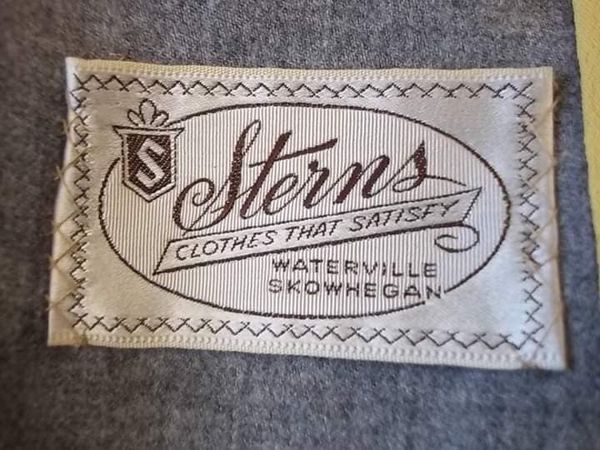 S
Sterns
CLOTHES THAT SATISFY
WATERVILLE
SKOWHEGAN